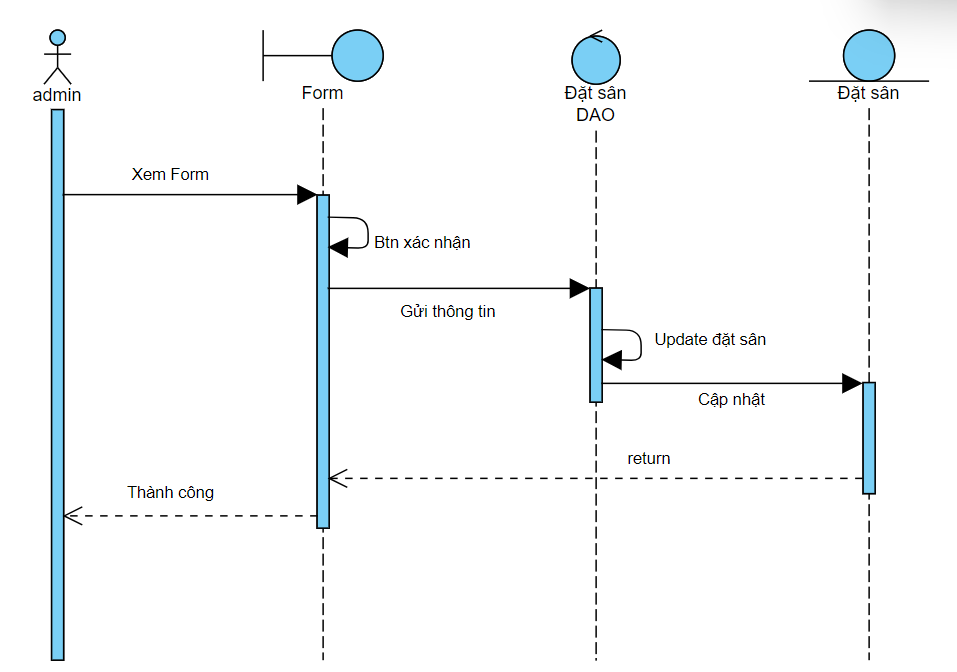 admin
Form
Đặt sân
DAO
Đặt sân
Xem Form
Btn xác nhận
Gửi thông tin
Update đặt sân
Cập nhật
return
Thành công